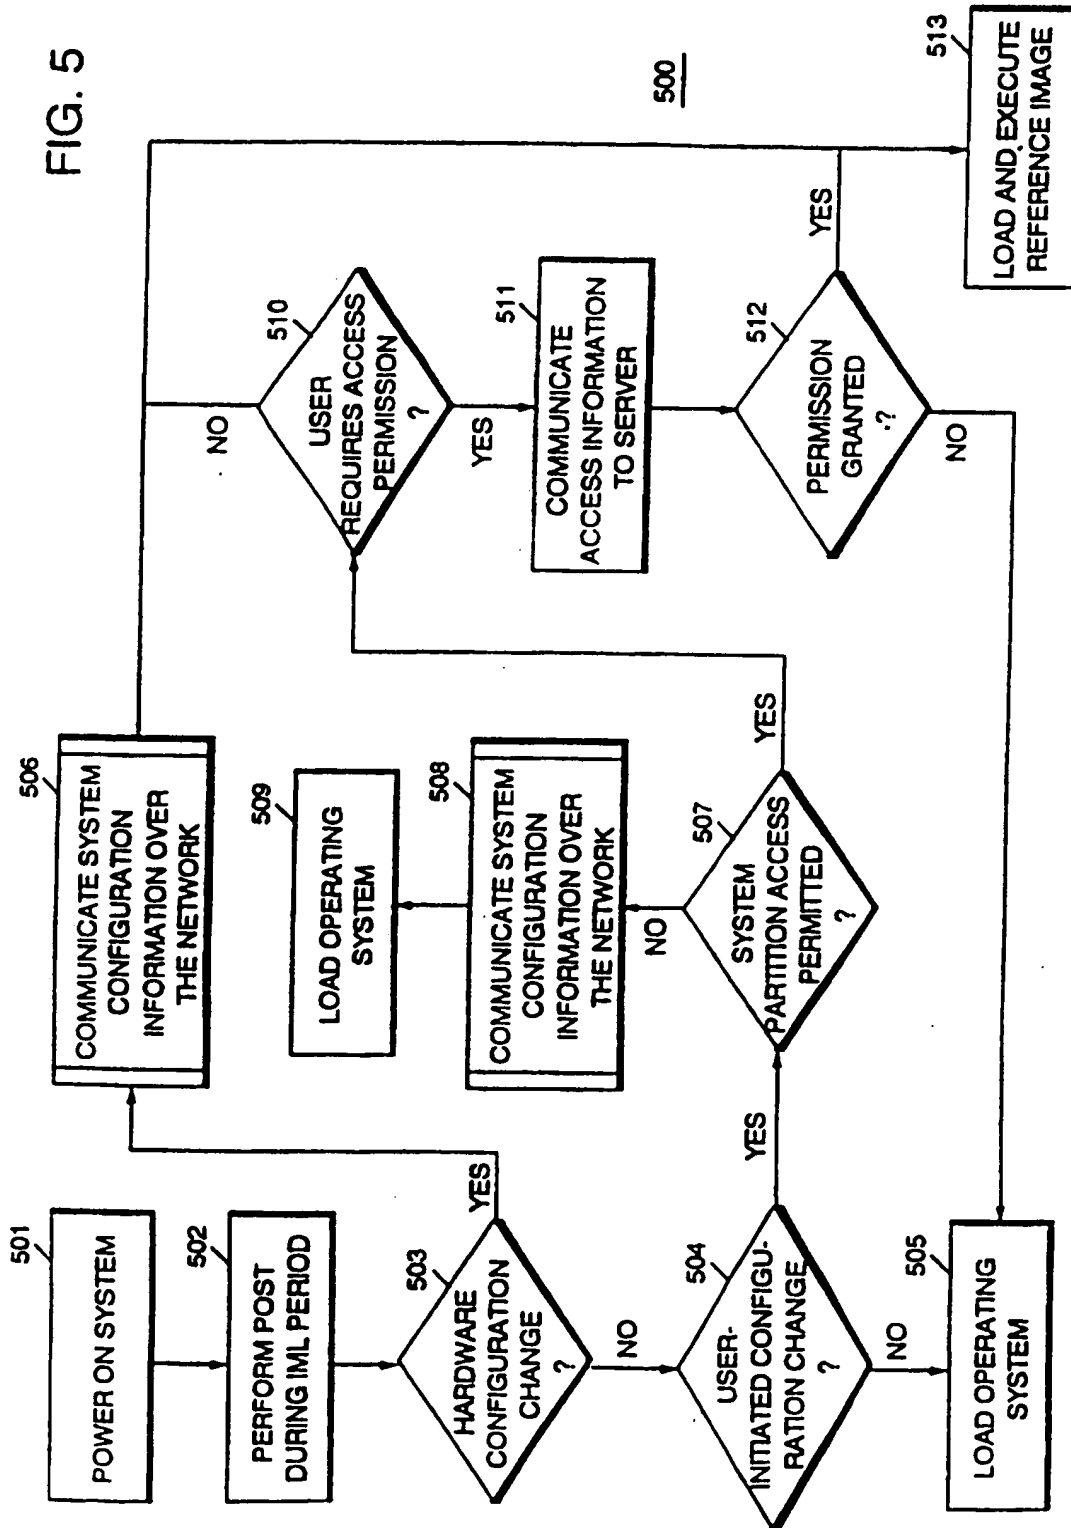 FIG. 5
500
501
POWER ON SYSTEM
502
PERFORM POST
DURING IML PERIOD
503
HARDWARE
CONFIGURATION
CHANGE
?
YES
NO
504
USER-
INITIATED CONFIGU-
RATION CHANGE
?
YES
NO
505
LOAD OPERATING
SYSTEM
506
COMMUNICATE SYSTEM
CONFIGURATION
INFORMATION OVER
THE NETWORK
509
LOAD OPERATING
SYSTEM
508
COMMUNICATE SYSTEM
CONFIGURATION
INFORMATION OVER
THE NETWORK
NO
507
SYSTEM
PARTITION ACCESS
PERMITTED
?
YES
510
USER
REQUIRES ACCESS
PERMISSION
?
NO
YES
511
COMMUNICATE
ACCESS INFORMATION
TO SERVER
512
PERMISSION
GRANTED
?
YES
NO
513
LOAD AND EXECUTE
REFERENCE IMAGE